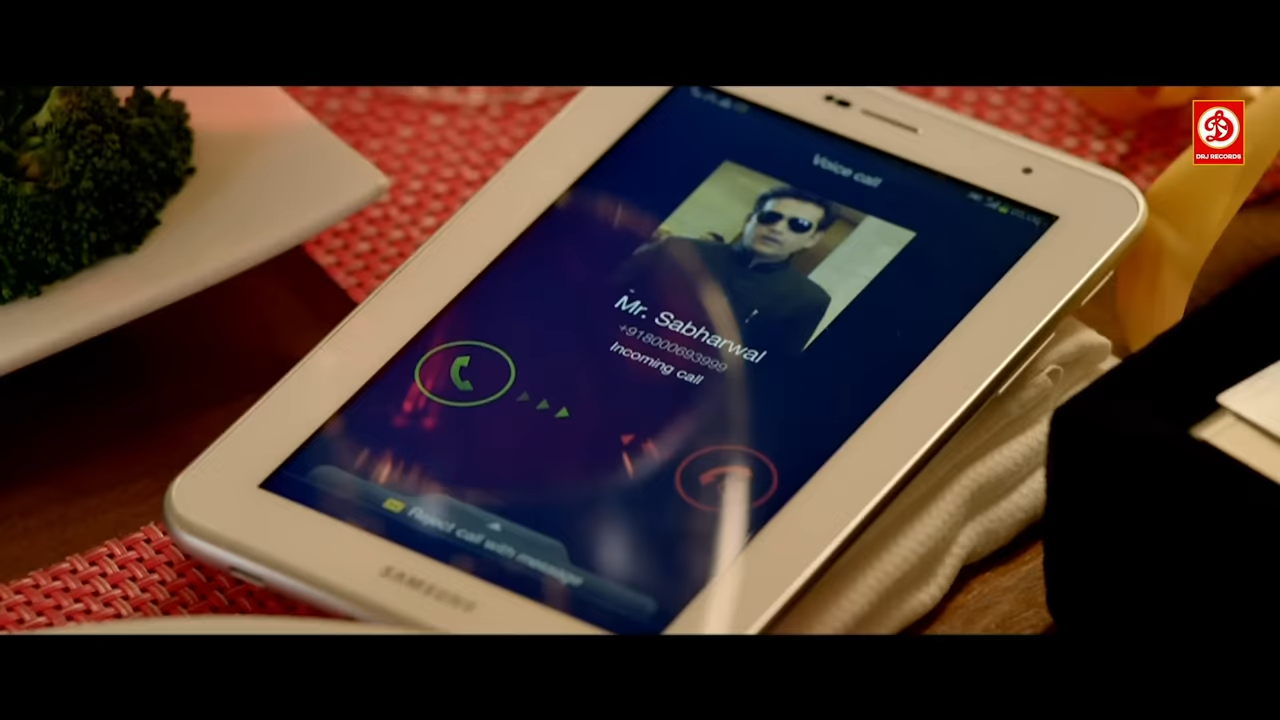 DRJ RECORDS
Voice call
Mr. Sabharwal
+918000693999
Incoming call
Reject call with message
SAMSUNG